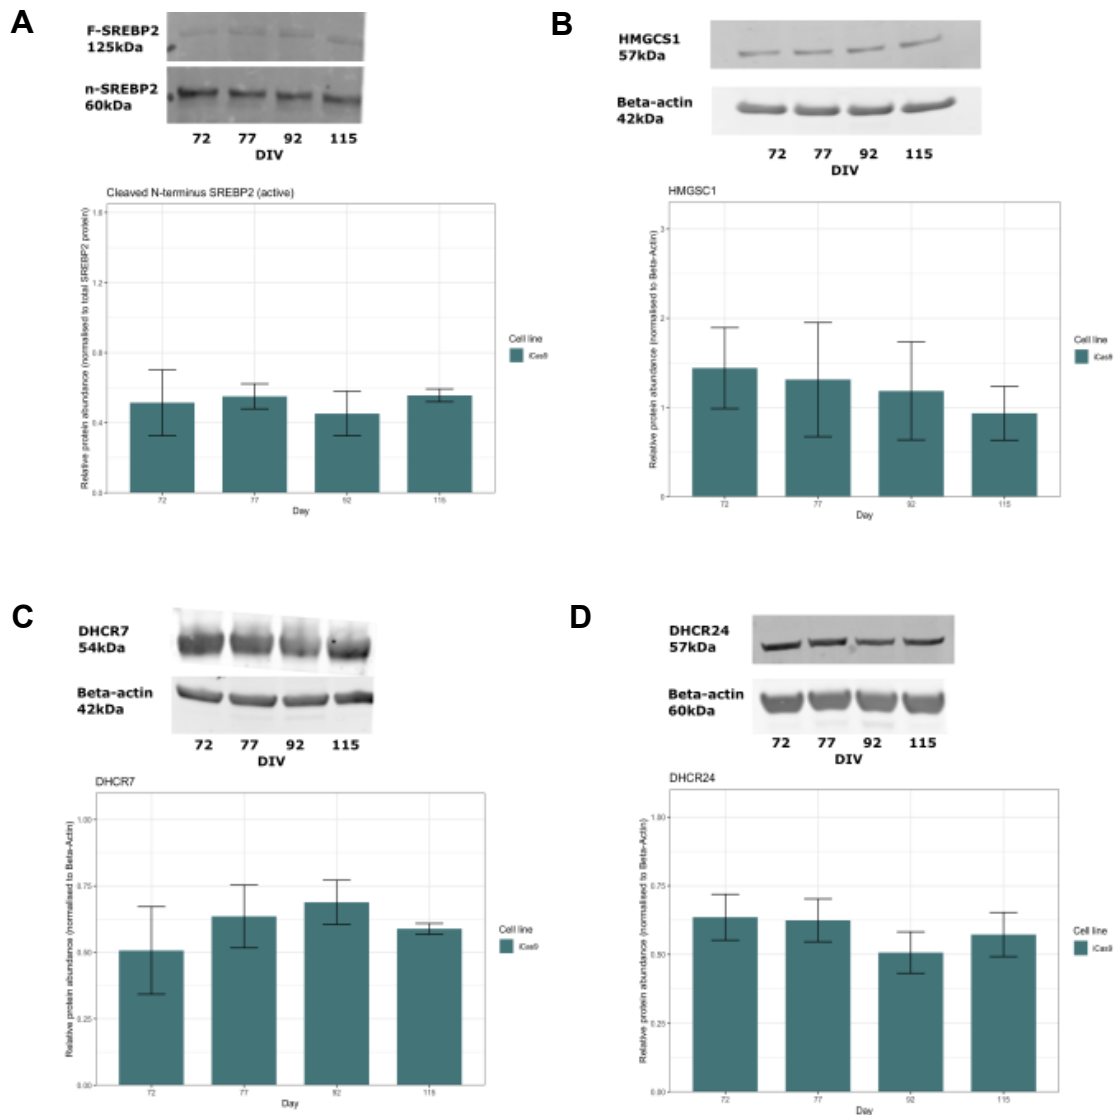 A
F-SREBP2
125kDa
n-SREBP2
60kDa
72 77 92 115
DIV
Cleaved N-terminus SREBP2 (active)
Relative protein abundance (normalised to total SREBP2 protein)
1.6
1.2
0.8
0.4
0.0
72 77 92 115
Day
Cell line
iCas9
B
HMGCS1
57kDa
Beta-actin
42kDa
72 77 92 115
DIV
HMGSC1
Relative protein abundance (normalised to Beta-Actin)
3
2
1
0
72 77 92 115
Day
Cell line
iCas9
C
DHCR7
54kDa
Beta-actin
42kDa
72 77 92 115
DIV
DHCR7
Relative protein abundance (normalised to Beta-Actin)
1.00
0.75
0.50
0.25
0.00
72 77 92 115
Day
Cell line
iCas9
D
DHCR24
57kDa
Beta-actin
60kDa
72 77 92 115
DIV
DHCR24
Relative protein abundance (normalised to Beta-Actin)
1.00
0.75
0.50
0.25
0.00
72 77 92 115
Day
Cell line
iCas9